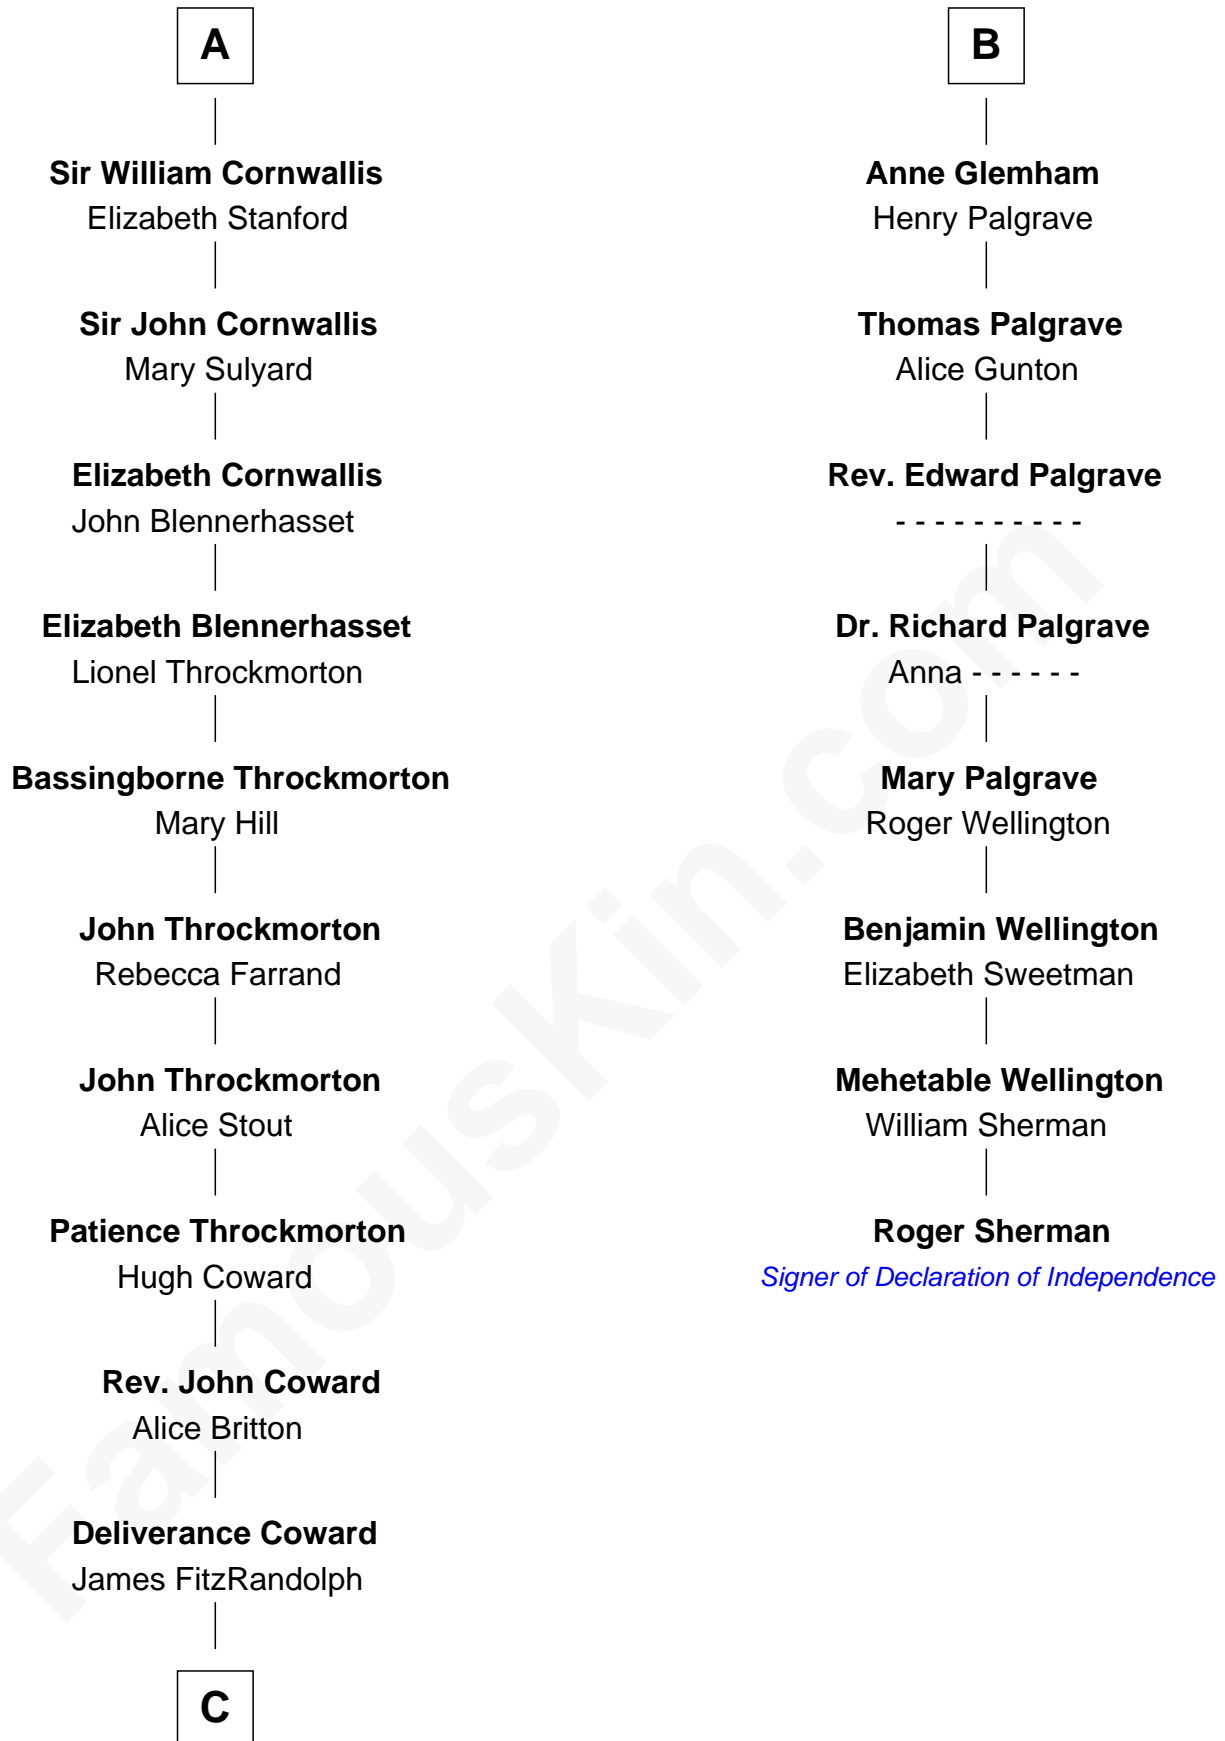 A
Sir William Cornwallis
Elizabeth Stanford
Sir John Cornwallis
Mary Sulyard
Elizabeth Cornwallis
John Blennerhasset
Elizabeth Blennerhasset
Lionel Throckmorton
Bassingborne Throckmorton
Mary Hill
John Throckmorton
Rebecca Farrand
John Throckmorton
Alice Stout
Patience Throckmorton
Hugh Coward
Rev. John Coward
Alice Britton
Deliverance Coward
James FitzRandolph
C
B
Anne Glemham
Henry Palgrave
Thomas Palgrave
Alice Gunton
Rev. Edward Palgrave
- - - - - - - - - -
Dr. Richard Palgrave
Anna - - - - - -
Mary Palgrave
Roger Wellington
Benjamin Wellington
Elizabeth Sweetman
Mehetable Wellington
William Sherman
Roger Sherman
Signer of Declaration of Independence
FamousKin.com